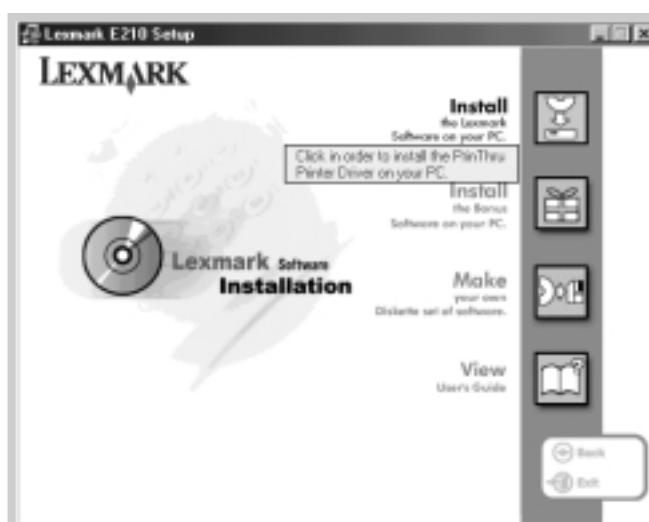 Lexmark E210 Setup
LEXMARK
Install
the Lexmark
Software on your PC.
Click in order to install the PrinThru
Printer Driver on your PC.
Install
the Bonus
Software on your PC.
Lexmark Software
Installation
Make
your own
Diskette set of software.
View
User's Guide
Back
Exit